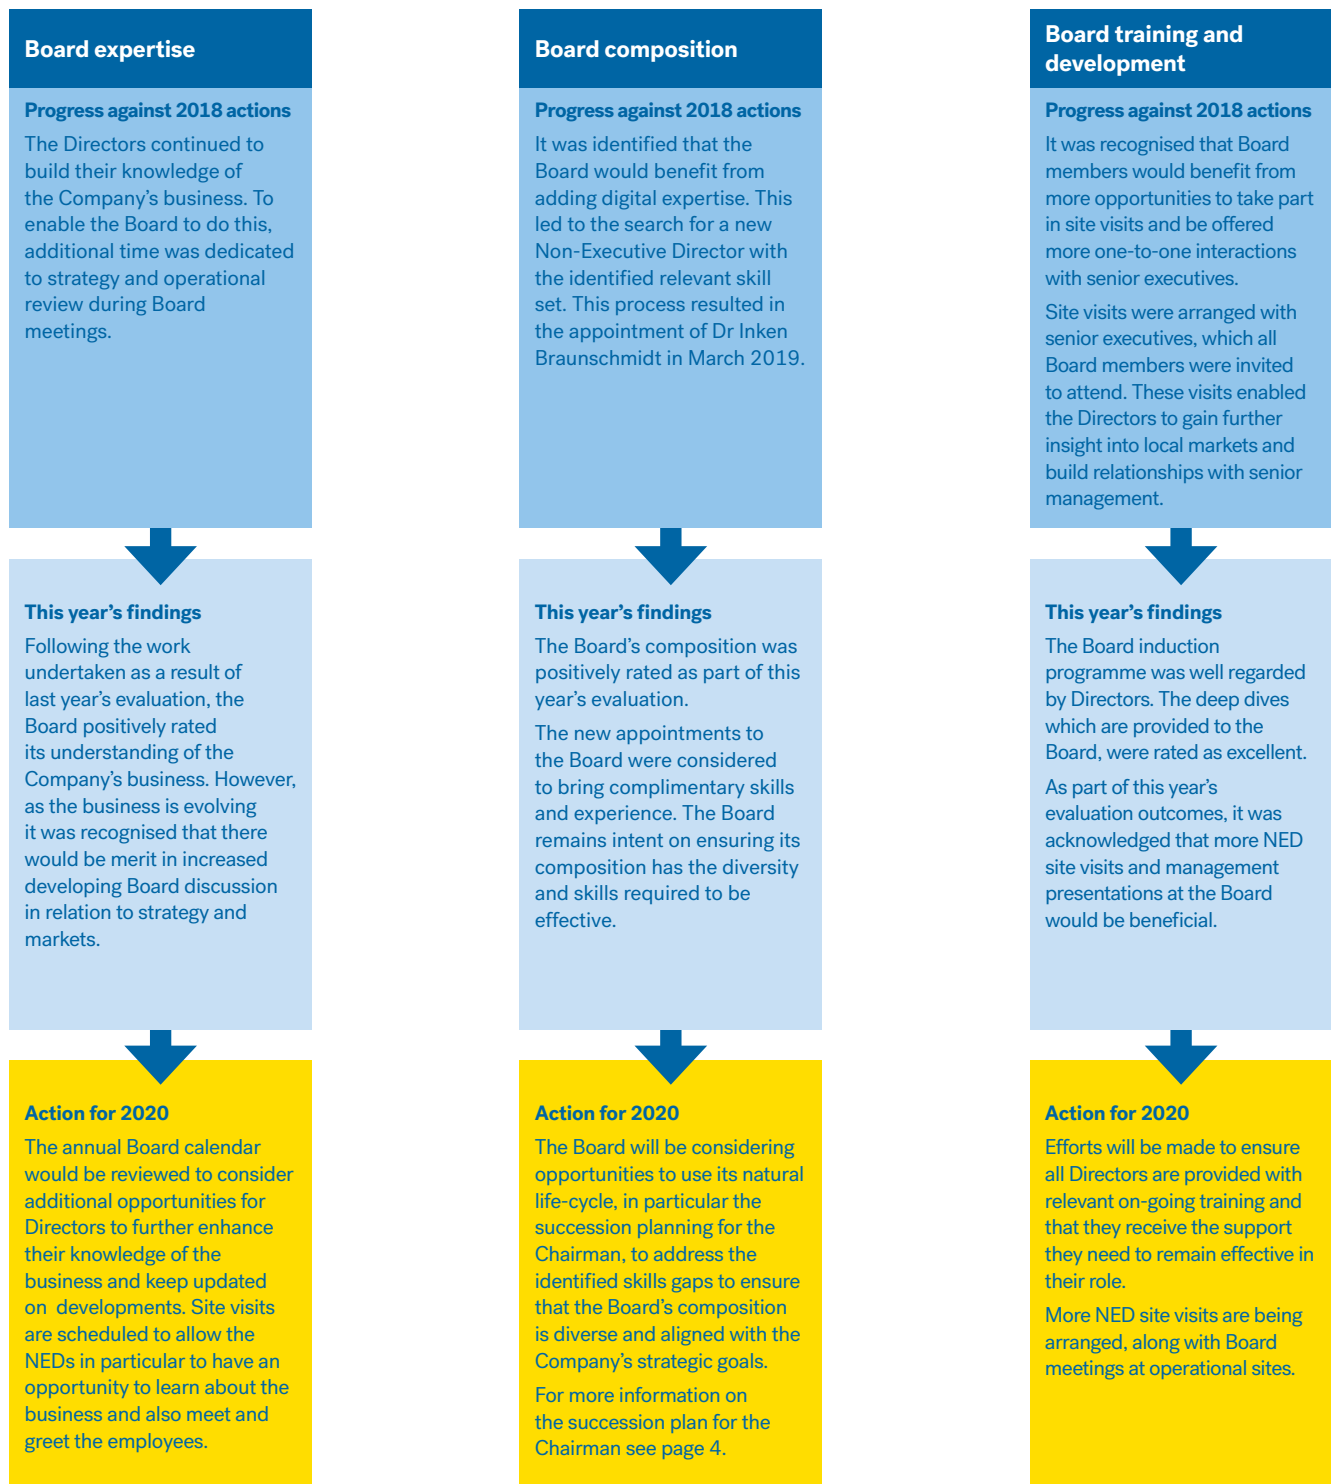 Board expertise
Progress against 2018 actions
The Directors continued to
build their knowledge of
the Company's business. To
enable the Board to do this,
additional time was dedicated
to strategy and operational
review during Board
meetings.
This year's findings
Following the work
undertaken as a result of
last year's evaluation, the
Board positively rated
its understanding of the
Company's business. However,
as the business is evolving
it was recognised that there
would be merit in increased
developing Board discussion
in relation to strategy and
markets.
Action for 2020
The annual Board calendar
would be reviewed to consider
additional opportunities for
Directors to further enhance
their knowledge of the
business and keep updated
on developments. Site visits
are scheduled to allow the
NEDs in particular to have an
opportunity to learn about the
business and also meet and
greet the employees.
Board composition
Progress against 2018 actions
It was identified that the
Board would benefit from
adding digital expertise. This
led to the search for a new
Non-Executive Director with
the identified relevant skill
set. This process resulted in
the appointment of Dr Inken
Braunschmidt in March 2019.
This year's findings
The Board's composition was
positively rated as part of this
year's evaluation.
The new appointments to
the Board were considered
to bring complimentary skills
and experience. The Board
remains intent on ensuring its
composition has the diversity
and skills required to be
effective.
Action for 2020
The Board will be considering
opportunities to use its natural
life-cycle, in particular the
succession planning for the
Chairman, to address the
identified skills gaps to ensure
that the Board's composition
is diverse and aligned with the
Company's strategic goals.
For more information on
the succession plan for the
Chairman see page 4.
Board training and
development
Progress against 2018 actions
It was recognised that Board
members would benefit from
more opportunities to take part
in site visits and be offered
more one-to-one interactions
with senior executives.
Site visits were arranged with
senior executives, which all
Board members were invited
to attend. These visits enabled
the Directors to gain further
insight into local markets and
build relationships with senior
management.
This year's findings
The Board induction
programme was well regarded
by Directors. The deep dives
which are provided to the
Board, were rated as excellent.
As part of this year's
evaluation outcomes, it was
acknowledged that more NED
site visits and management
presentations at the Board
would be beneficial.
Action for 2020
Efforts will be made to ensure
all Directors are provided with
relevant on-going training and
that they receive the support
they need to remain effective in
their role.
More NED site visits are being
arranged, along with Board
meetings at operational sites.